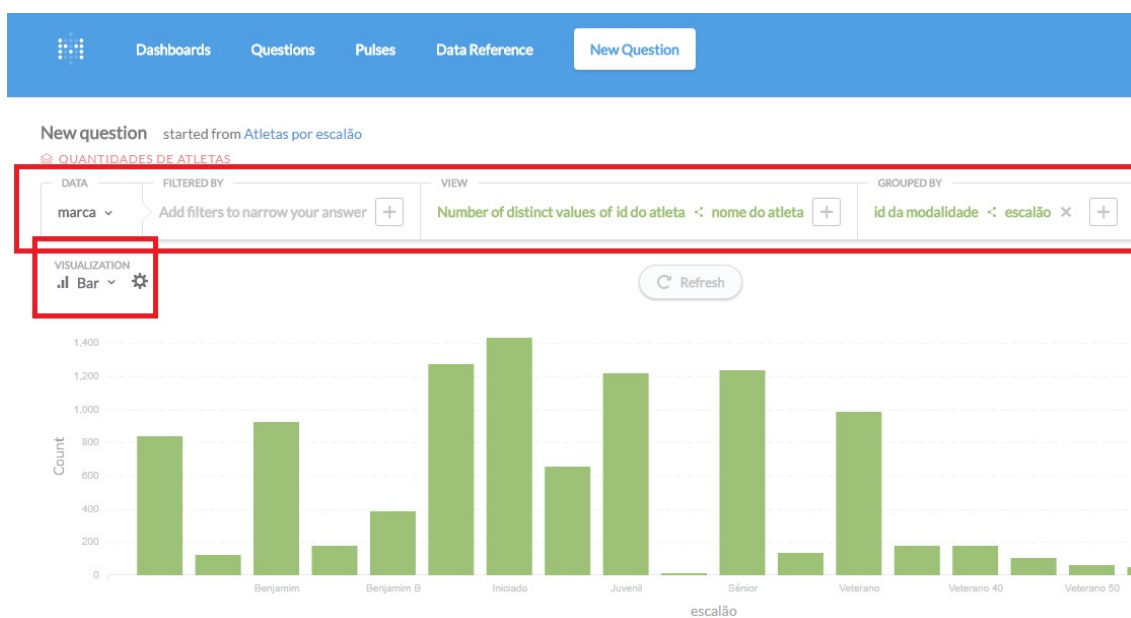 Dashboards Questions Pulses Data Reference New Question
New question started from Atletas por escalão
QUANTIDADES DE ATLETAS
DATA FILTERED BY VIEW GROUPED BY
marca Add filters to narrow your answer Number of distinct values of id do atleta nome do atleta id da modalidade escalão
VISUALIZATION
Bar Refresh
1,400
1,200
1,000
800
600
400
200
0
Count
Benjamim Benjamim B Iniciado Juvenil Sénior Veterano Veterano 40 Veterano 50
escalão